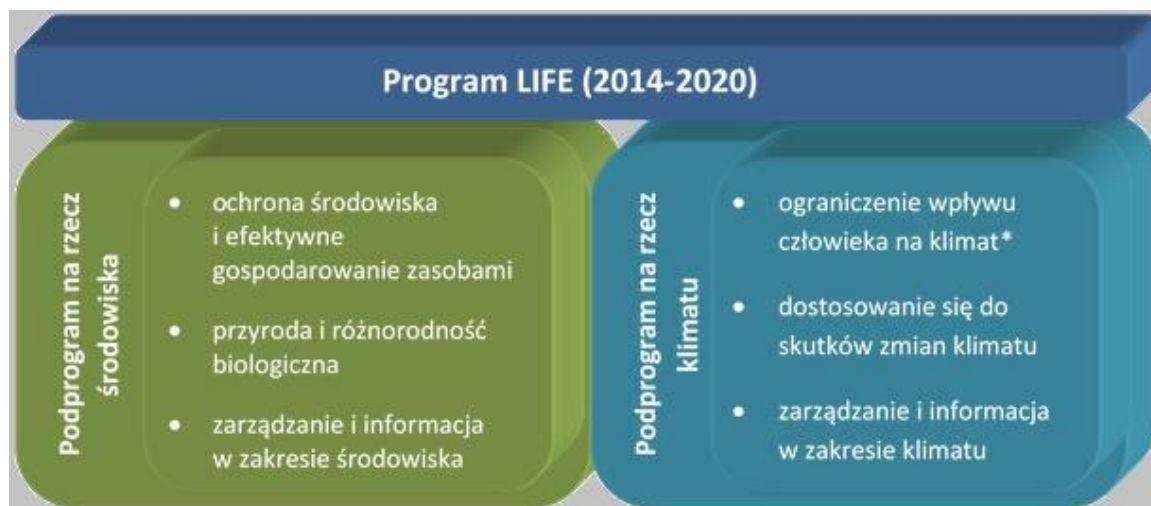 Program LIFE (2014-2020)
Podprogram na rzecz
środowiska
• ochrona środowiska
i efektywne
gospodarowanie zasobami
• przyroda i różnorodność
biologiczna
• zarządzanie i informacja
w zakresie środowiska
Podprogram na rzecz
klimatu
• ograniczenie wpływu
człowieka na klimat*
• dostosowanie się do
skutków zmian klimatu
• zarządzanie i informacja
w zakresie klimatu